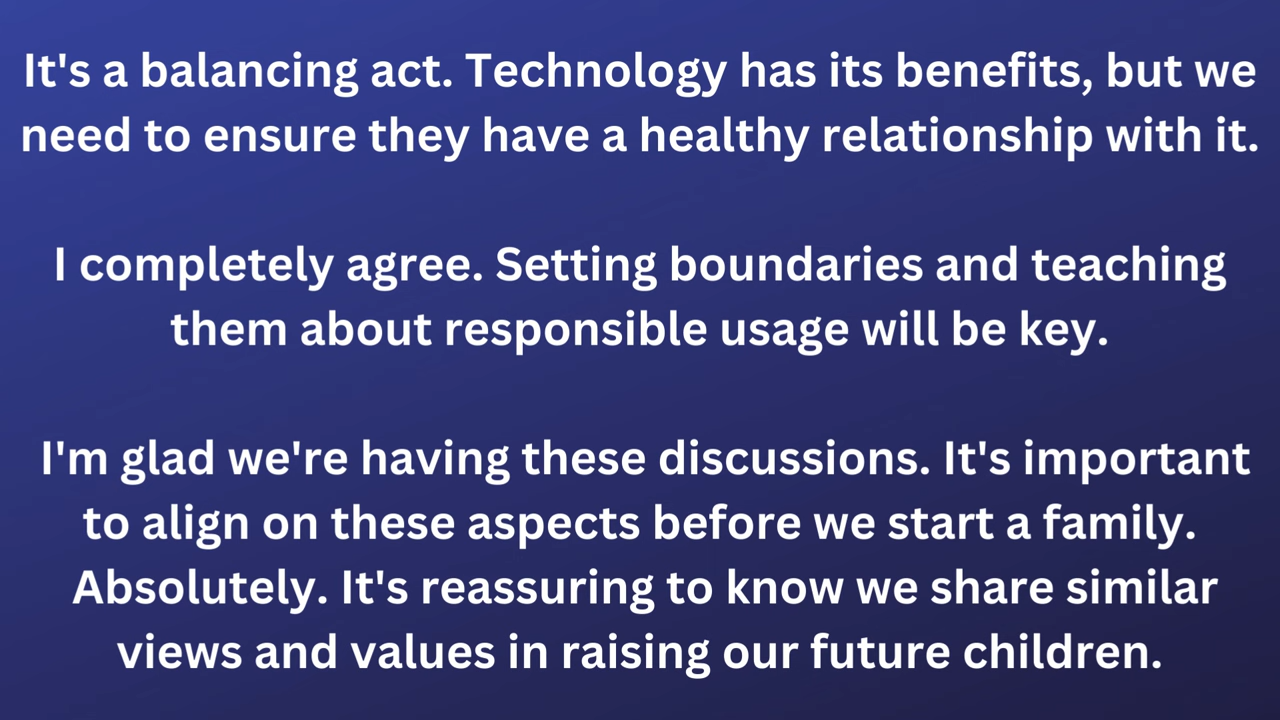 It's a balancing act. Technology has its benefits, but we
need to ensure they have a healthy relationship with it.
I completely agree. Setting boundaries and teaching
them about responsible usage will be key.
I'm glad we're having these discussions. It's important
to align on these aspects before we start a family.
Absolutely. It's reassuring to know we share similar
views and values in raising our future children.